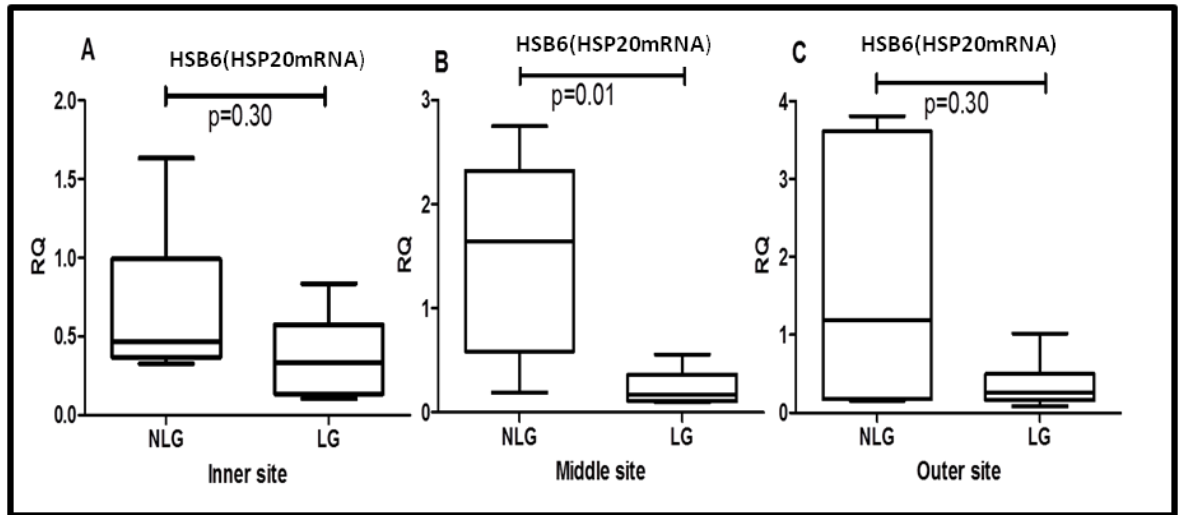 A
HSB6(HSP20mRNA)
p=0.30
2.0
1.5
1.0
0.5
0.0
RQ
NLG LG
Inner site
B
HSB6(HSP20mRNA)
p=0.01
3
2
1
0
RQ
NLG LG
Middle site
C
HSB6(HSP20mRNA)
p=0.30
4
3
2
1
0
RQ
NLG LG
Outer site